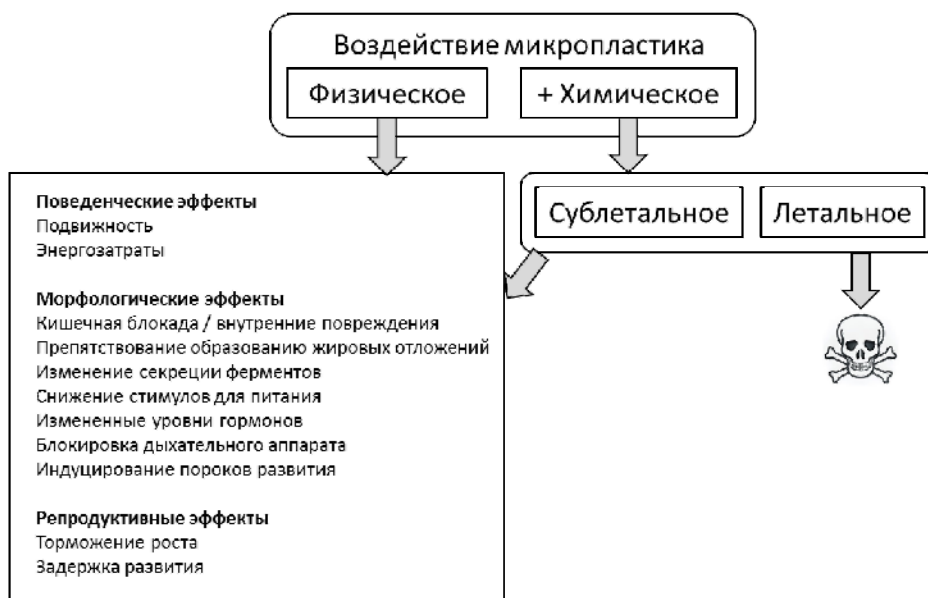 Воздействие микропластика
Физическое
+ Химическое
Сублетальное
Летальное
Поведенческие эффекты
Подвижность
Энергозатраты
Морфологические эффекты
Кишечная блокада / внутренние повреждения
Препятствование образованию жировых отложений
Изменение секреции ферментов
Снижение стимулов для питания
Измененные уровни гормонов
Блокировка дыхательного аппарата
Индуцирование пороков развития
Репродуктивные эффекты
Торможение роста
Задержка развития